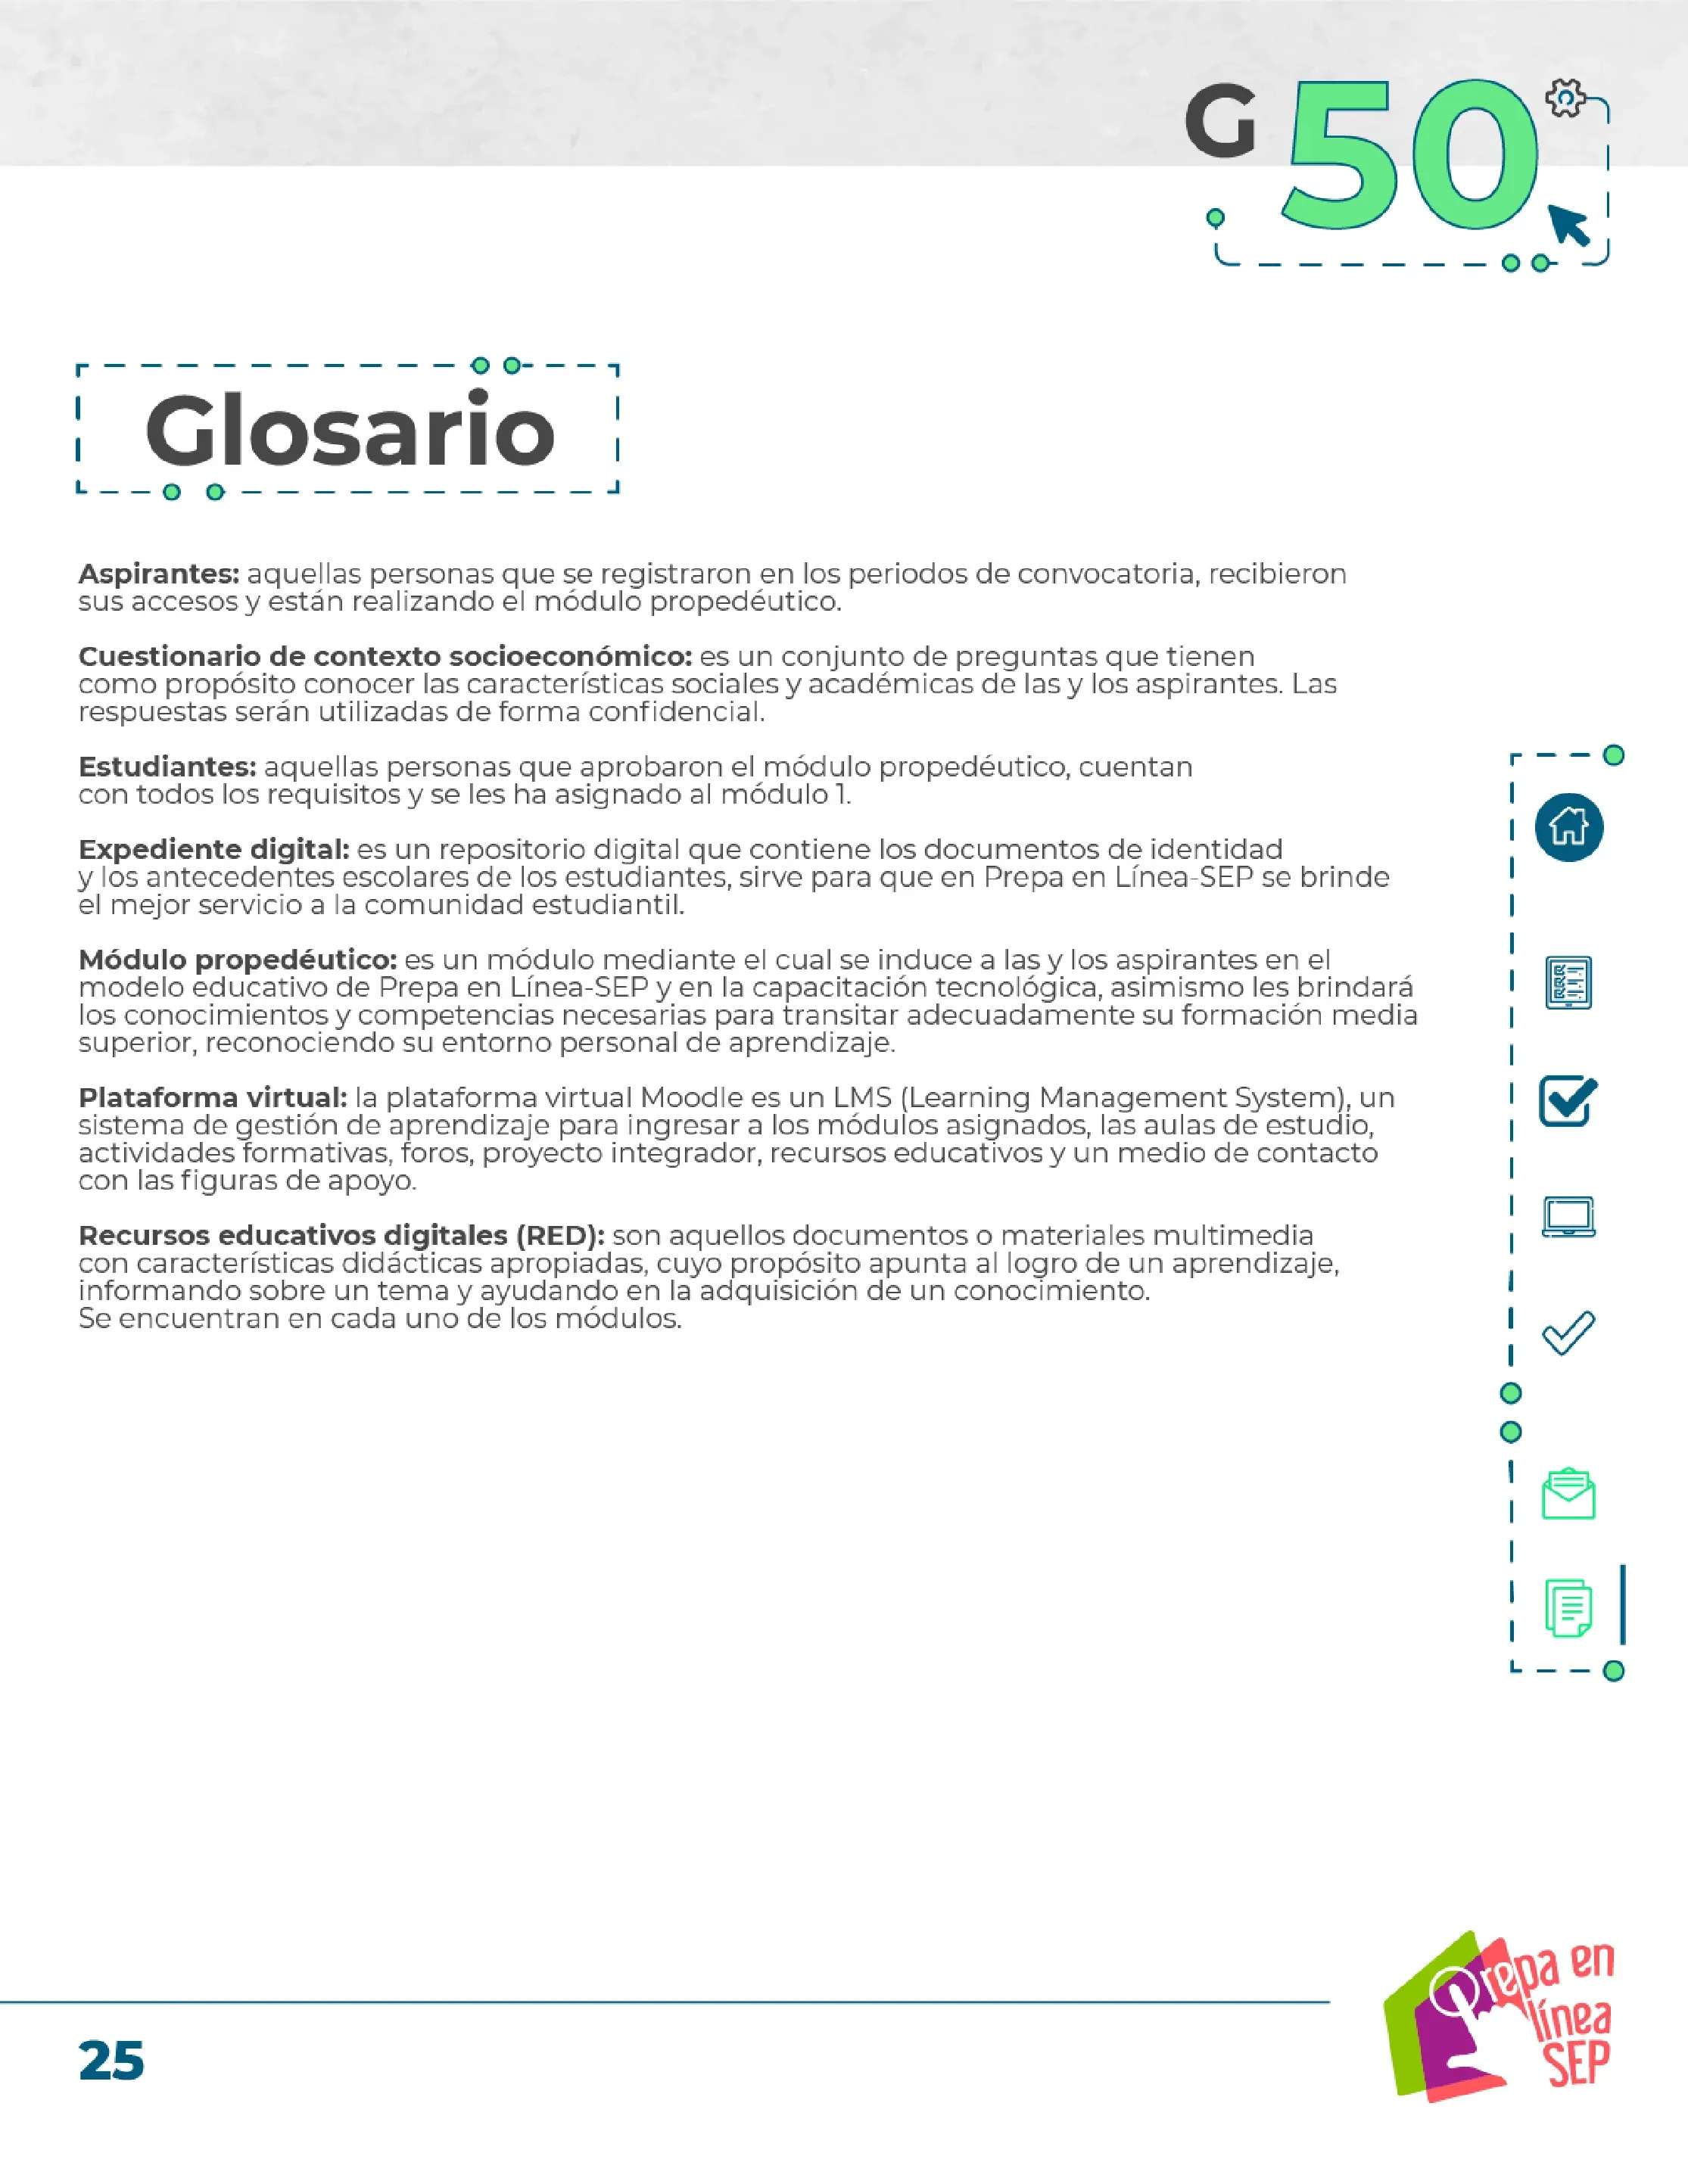 G 50
Glosario
Aspirantes: aquellas personas que se registraron en los periodos de convocatoria, recibieron
sus accesos y están realizando el módulo propedéutico.
Cuestionario de contexto socioeconómico: es un conjunto de preguntas que tienen
como propósito conocer las características sociales y académicas de las y los aspirantes. Las
respuestas serán utilizadas de forma confidencial.
Estudiantes: aquellas personas que aprobaron el módulo propedéutico, cuentan
con todos los requisitos y se les ha asignado al módulo 1.
Expediente digital: es un repositorio digital que contiene los documentos de identidad
y los antecedentes escolares de los estudiantes, sirve para que en Prepa en Línea-SEP se brinde
el mejor servicio a la comunidad estudiantil.
Módulo propedéutico: es un módulo mediante el cual se induce a las y los aspirantes en el
modelo educativo de Prepa en Línea-SEP y en la capacitación tecnológica, asimismo les brindará
los conocimientos y competencias necesarias para transitar adecuadamente su formación media
superior, reconociendo su entorno personal de aprendizaje.
Plataforma virtual: la plataforma virtual Moodle es un LMS (Learning Management System), un
sistema de gestión de aprendizaje para ingresar a los módulos asignados, las aulas de estudio,
actividades formativas, foros, proyecto integrador, recursos educativos y un medio de contacto
con las figuras de apoyo.
Recursos educativos digitales (RED): son aquellos documentos o materiales multimedia
con características didácticas apropiadas, cuyo propósito apunta al logro de un aprendizaje,
informando sobre un tema y ayudando en la adquisición de un conocimiento.
Se encuentran en cada uno de los módulos.
25
Prepa en
línea
SEP